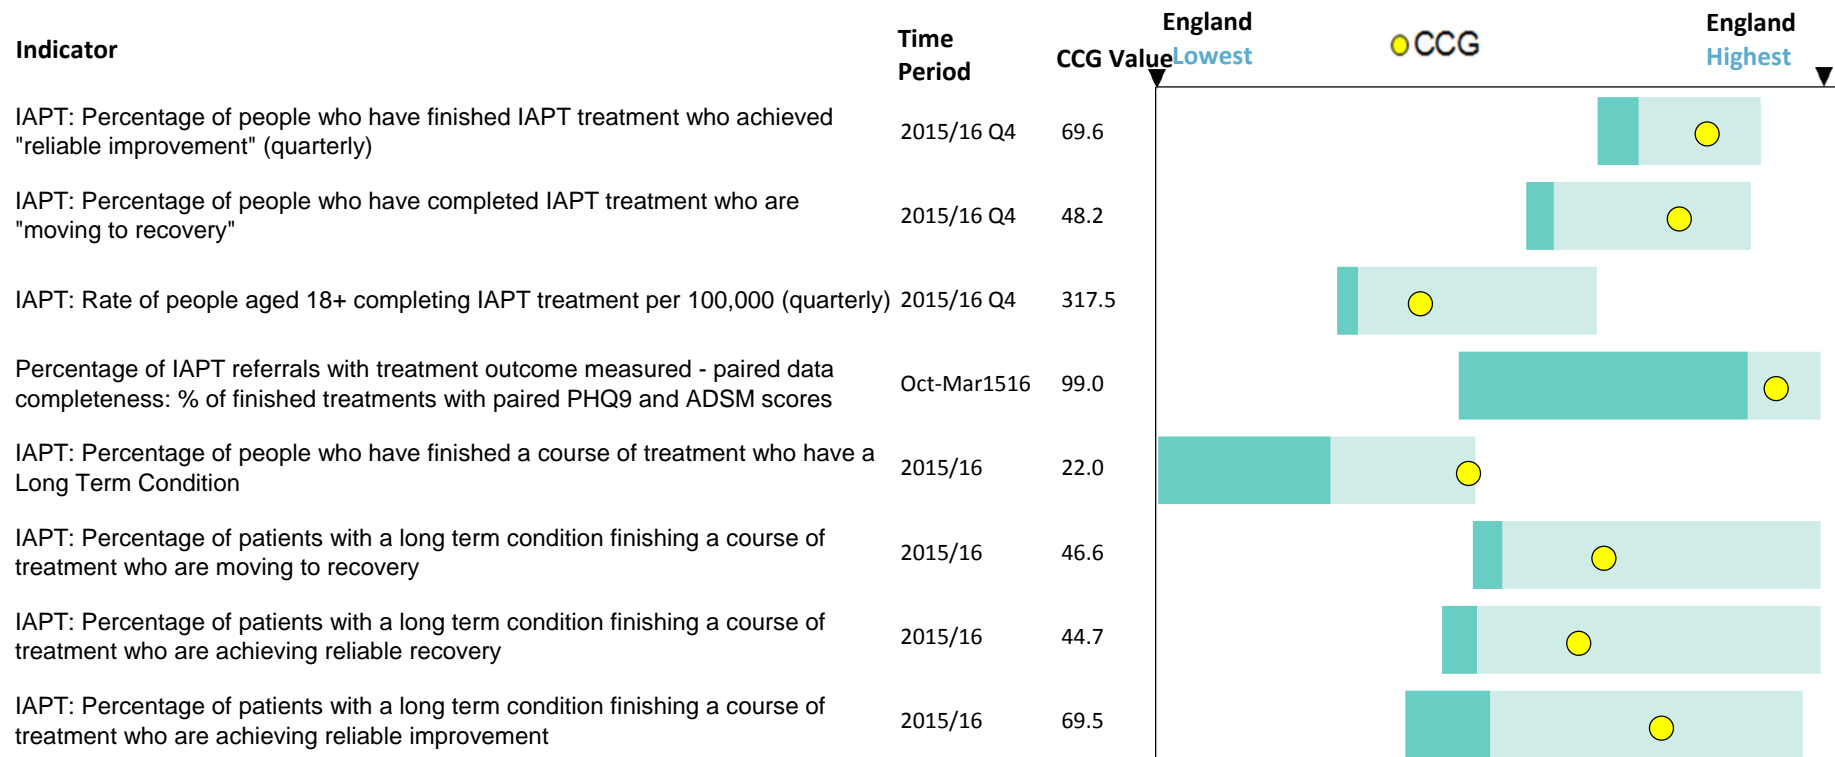 Indicator
Time
Period
CCG Value
England
Lowest
CCG
England
Highest
IAPT: Percentage of people who have finished IAPT treatment who achieved
"reliable improvement" (quarterly)
2015/16 Q4
69.6
IAPT: Percentage of people who have completed IAPT treatment who are
"moving to recovery"
2015/16 Q4
48.2
IAPT: Rate of people aged 18+ completing IAPT treatment per 100,000 (quarterly)
2015/16 Q4
317.5
Percentage of IAPT referrals with treatment outcome measured - paired data
completeness: % of finished treatments with paired PHQ9 and ADSM scores
Oct-Mar1516
99.0
IAPT: Percentage of people who have finished a course of treatment who have a
Long Term Condition
2015/16
22.0
IAPT: Percentage of patients with a long term condition finishing a course of
treatment who are moving to recovery
2015/16
46.6
IAPT: Percentage of patients with a long term condition finishing a course of
treatment who are achieving reliable recovery
2015/16
44.7
IAPT: Percentage of patients with a long term condition finishing a course of
treatment who are achieving reliable improvement
2015/16
69.5